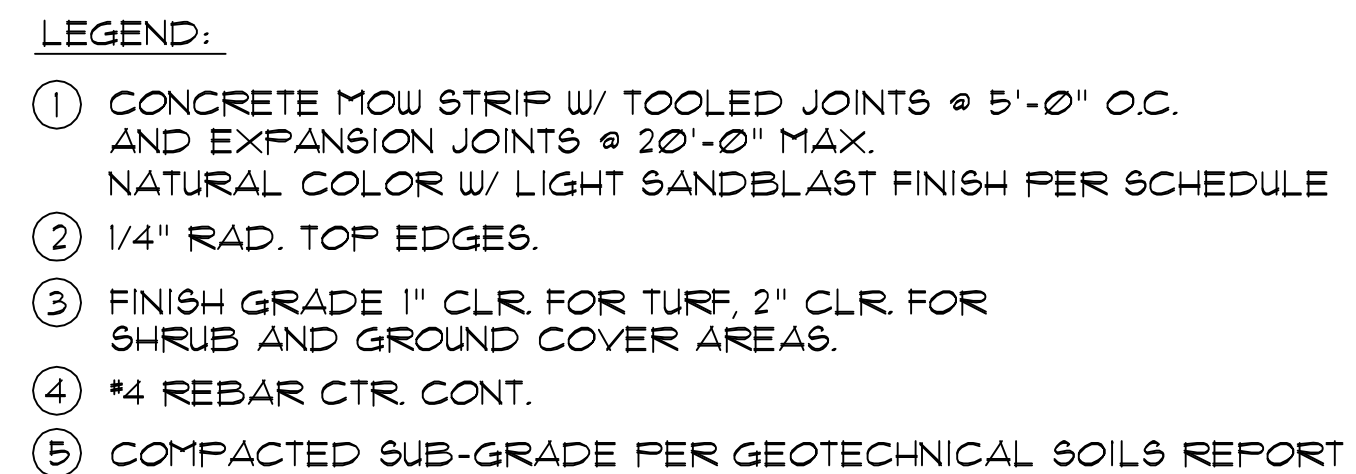 LEGEND:
1 CONCRETE MOW STRIP W/ TOOLED JOINTS @ 5'-0" O.C.
AND EXPANSION JOINTS @ 20'-0" MAX.
NATURAL COLOR W/ LIGHT SANDBLAST FINISH PER SCHEDULE
2 1/4" RAD. TOP EDGES.
3 FINISH GRADE 1" CLR. FOR TURF, 2" CLR. FOR
SHRUB AND GROUND COVER AREAS.
4 #4 REBAR CTR. CONT.
5 COMPACTED SUB-GRADE PER GEOTECHNICAL SOILS REPORT